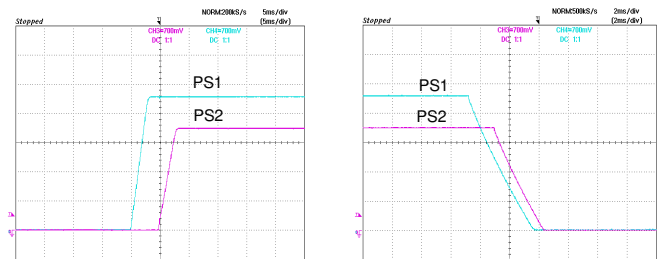 Stopped
NORM:200kS/s 5ms/div
(5ms/div)
CH3=700mV CH4=700mV
DC 1:1 DC 1:1
PS1
PS2
Stopped
NORM:500kS/s 2ms/div
(2ms/div)
CH3=700mV CH4=700mV
DC 1:1 DC 1:1
PS1
PS2